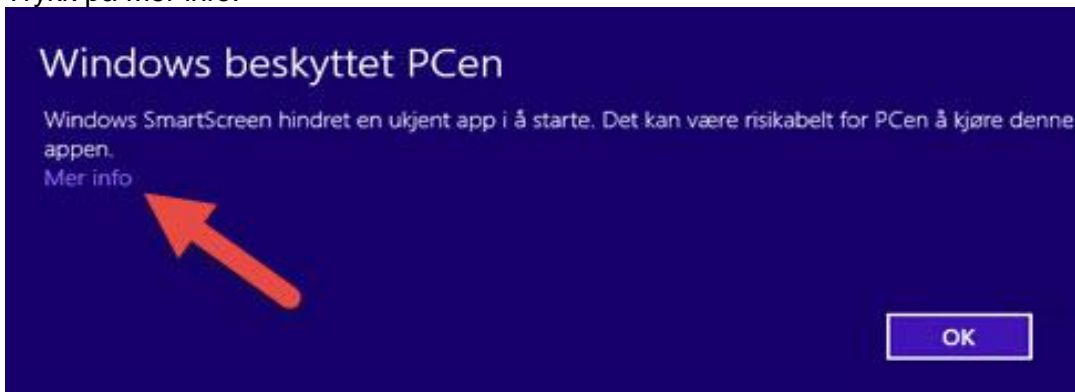 Windows beskyttet PCen
Windows SmartScreen hindret en ukjent app i å starte. Det kan være risikabelt for PCen å kjøre denne
appen.
Mer info
OK